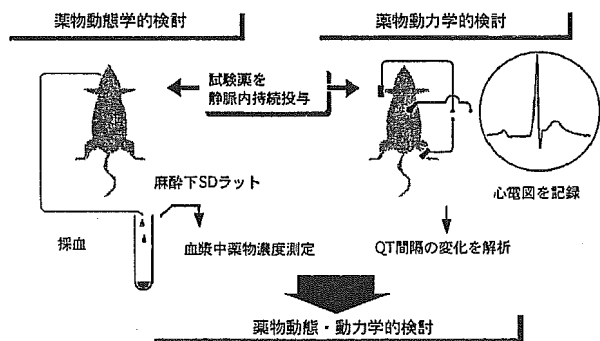 薬物動態学的検討
薬物動力学的検討
試験薬を
静脈内持続投与
麻酔下SDラット
心電図を記録
採血
血漿中薬物濃度測定
QT間隔の変化を解析
薬物動態・動力学的検討